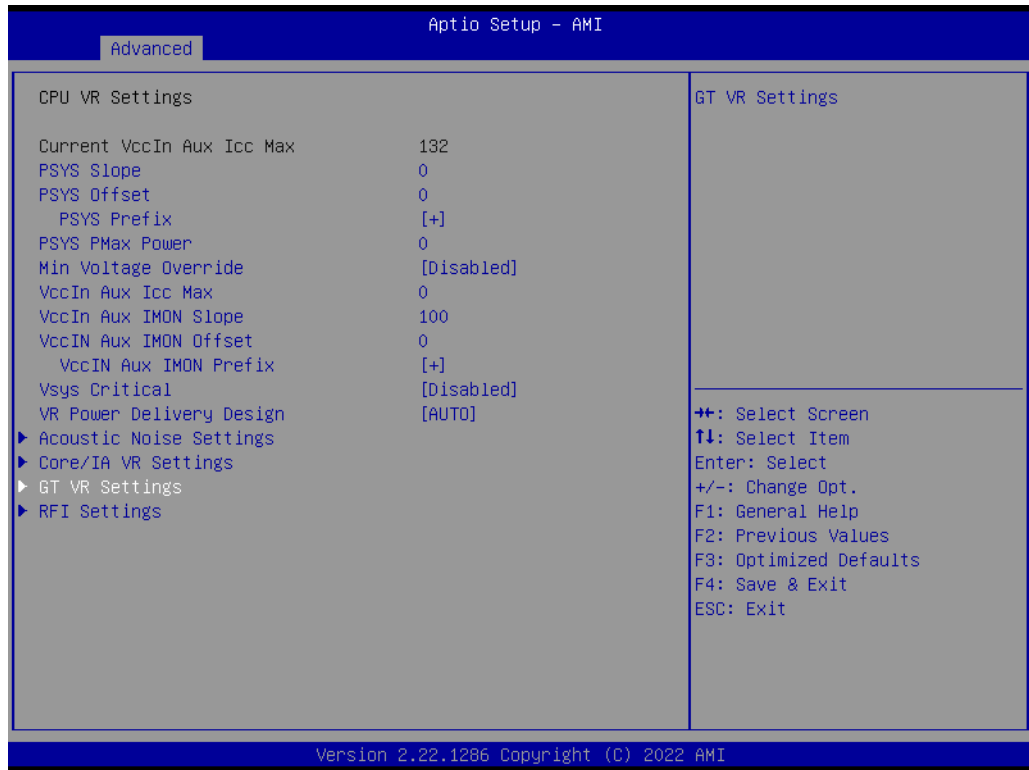 Aptio Setup – AMI
Advanced
CPU VR Settings
Current VccIn Aux Icc Max 132
PSYS Slope 0
PSYS Offset 0
PSYS Prefix [+]
PSYS PMax Power 0
Min Voltage Override [Disabled]
VccIn Aux Icc Max 0
VccIn Aux IMON Slope 100
VccIN Aux IMON Offset 0
VccIN Aux IMON Prefix [+]
Vsys Critical [Disabled]
VR Power Delivery Design [AUTO]
Acoustic Noise Settings
Core/IA VR Settings
GT VR Settings
RFI Settings
GT VR Settings
→←: Select Screen
↑↓: Select Item
Enter: Select
+/-: Change Opt.
F1: General Help
F2: Previous Values
F3: Optimized Defaults
F4: Save & Exit
ESC: Exit
Version 2.22.1286 Copyright (C) 2022 AMI